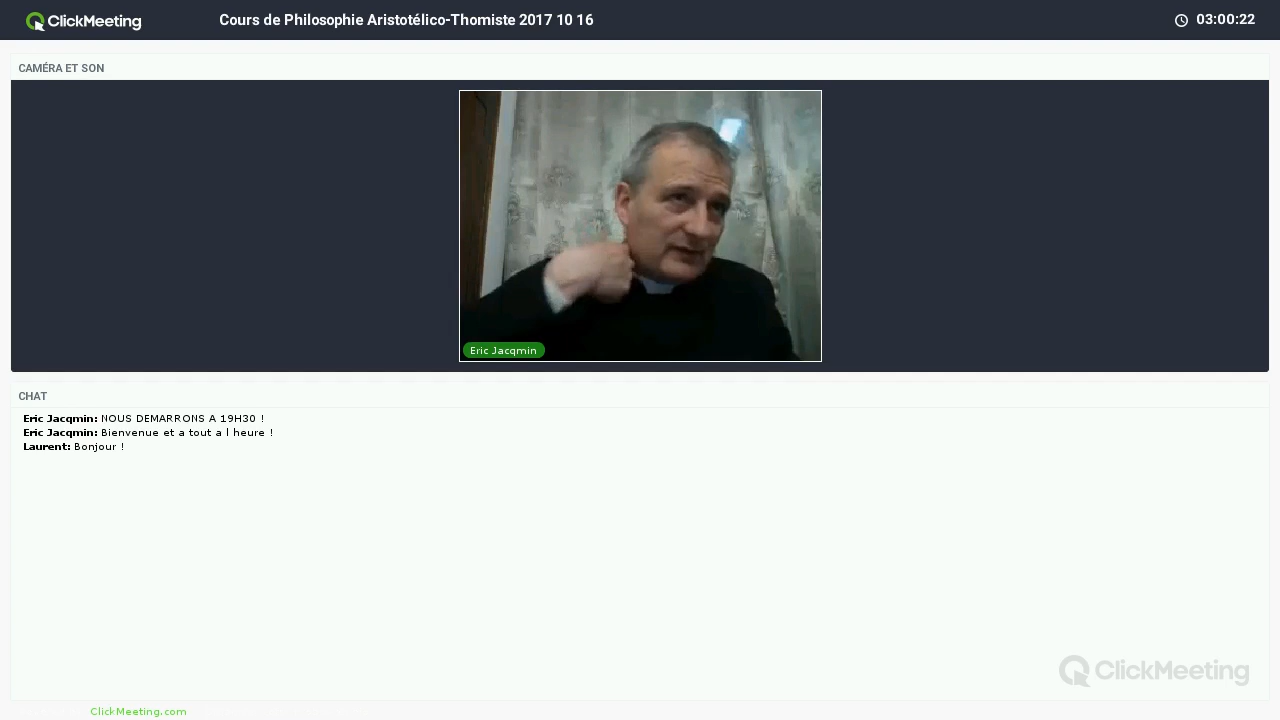 ClickMeeting
Cours de Philosophie Aristotélico-Thomiste 2017 10 16
03:00:22
CAMÉRA ET SON
Eric Jacqmin
CHAT
Eric Jacqmin: NOUS DEMARRONS A 19H30 !
Eric Jacqmin: Bienvenue et a tout a l heure !
Laurent: Bonjour !
ClickMeeting
ClickMeeting.com